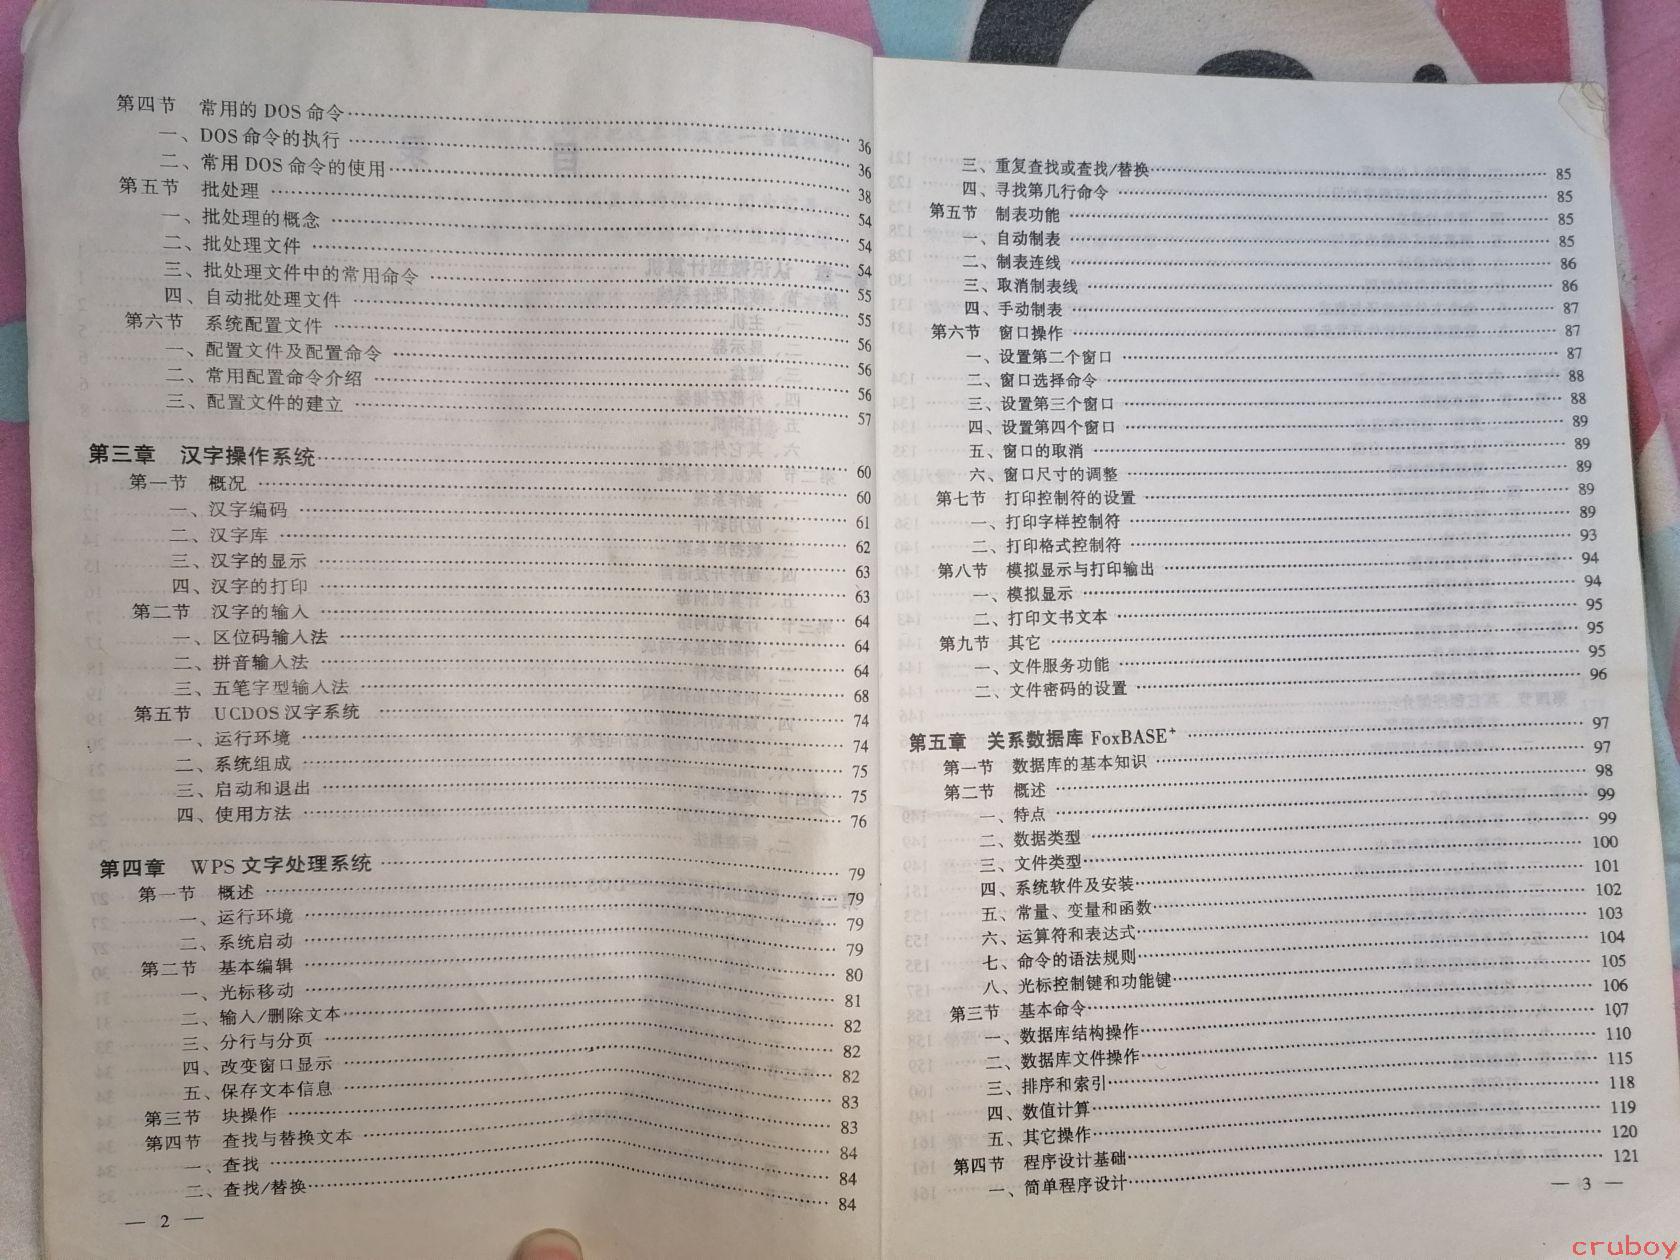 第四节 常用的 DOS 命令 …… 36
一、DOS 命令的执行 …… 36
二、常用 DOS 命令的使用 …… 38
第五节 批处理 …… 54
一、批处理的概念 …… 54
二、批处理文件 …… 54
三、批处理文件中的常用命令 …… 55
四、自动批处理文件 …… 55
第六节 系统配置文件 …… 56
一、配置文件及配置命令 …… 56
二、常用配置命令介绍 …… 56
三、配置文件的建立 …… 57
第三章 汉字操作系统 …… 60
第一节 概况 …… 60
一、汉字编码 …… 61
二、汉字库 …… 62
三、汉字的显示 …… 63
四、汉字的打印 …… 63
第二节 汉字的输入 …… 64
一、区位码输入法 …… 64
二、拼音输入法 …… 64
三、五笔字型输入法 …… 68
第五节 UCDOS 汉字系统 …… 74
一、运行环境 …… 74
二、系统组成 …… 75
三、启动和退出 …… 75
四、使用方法 …… 76
第四章 WPS 文字处理系统 …… 79
第一节 概述 …… 79
一、运行环境 …… 79
二、系统启动 …… 79
第二节 基本编辑 …… 80
一、光标移动 …… 81
二、输入/删除文本 …… 82
三、分行与分页 …… 82
四、改变窗口显示 …… 82
五、保存文本信息 …… 83
第三节 块操作 …… 83
第四节 查找与替换文本 …… 84
一、查找 …… 84
二、查找/替换 …… 84
— 2 —
三、重复查找或查找/替换 …… 85
四、寻找第几行命令 …… 85
第五节 制表功能 …… 85
一、自动制表 …… 85
二、制表连线 …… 86
三、取消制表线 …… 86
四、手动制表 …… 87
第六节 窗口操作 …… 87
一、设置第二个窗口 …… 87
二、窗口选择命令 …… 88
三、设置第三个窗口 …… 88
四、设置第四个窗口 …… 89
五、窗口的取消 …… 89
六、窗口尺寸的调整 …… 89
第七节 打印控制符的设置 …… 89
一、打印字样控制符 …… 89
二、打印格式控制符 …… 93
第八节 模拟显示与打印输出 …… 94
一、模拟显示 …… 94
二、打印文书文本 …… 95
第九节 其它 …… 95
一、文件服务功能 …… 95
二、文件密码的设置 …… 96
第五章 关系数据库 FoxBASE⁺ …… 97
第一节 数据库的基本知识 …… 97
第二节 概述 …… 98
一、特点 …… 99
二、数据类型 …… 99
三、文件类型 …… 100
四、系统软件及安装 …… 101
五、常量、变量和函数 …… 102
六、运算符和表达式 …… 103
七、命令的语法规则 …… 104
八、光标控制键和功能键 …… 105
第三节 基本命令 …… 106
一、数据库结构操作 …… 107
二、数据库文件操作 …… 110
三、排序和索引 …… 115
四、数值计算 …… 118
五、其它操作 …… 119
第四节 程序设计基础 …… 120
一、简单程序设计 …… 121
— 3 —
cruboy